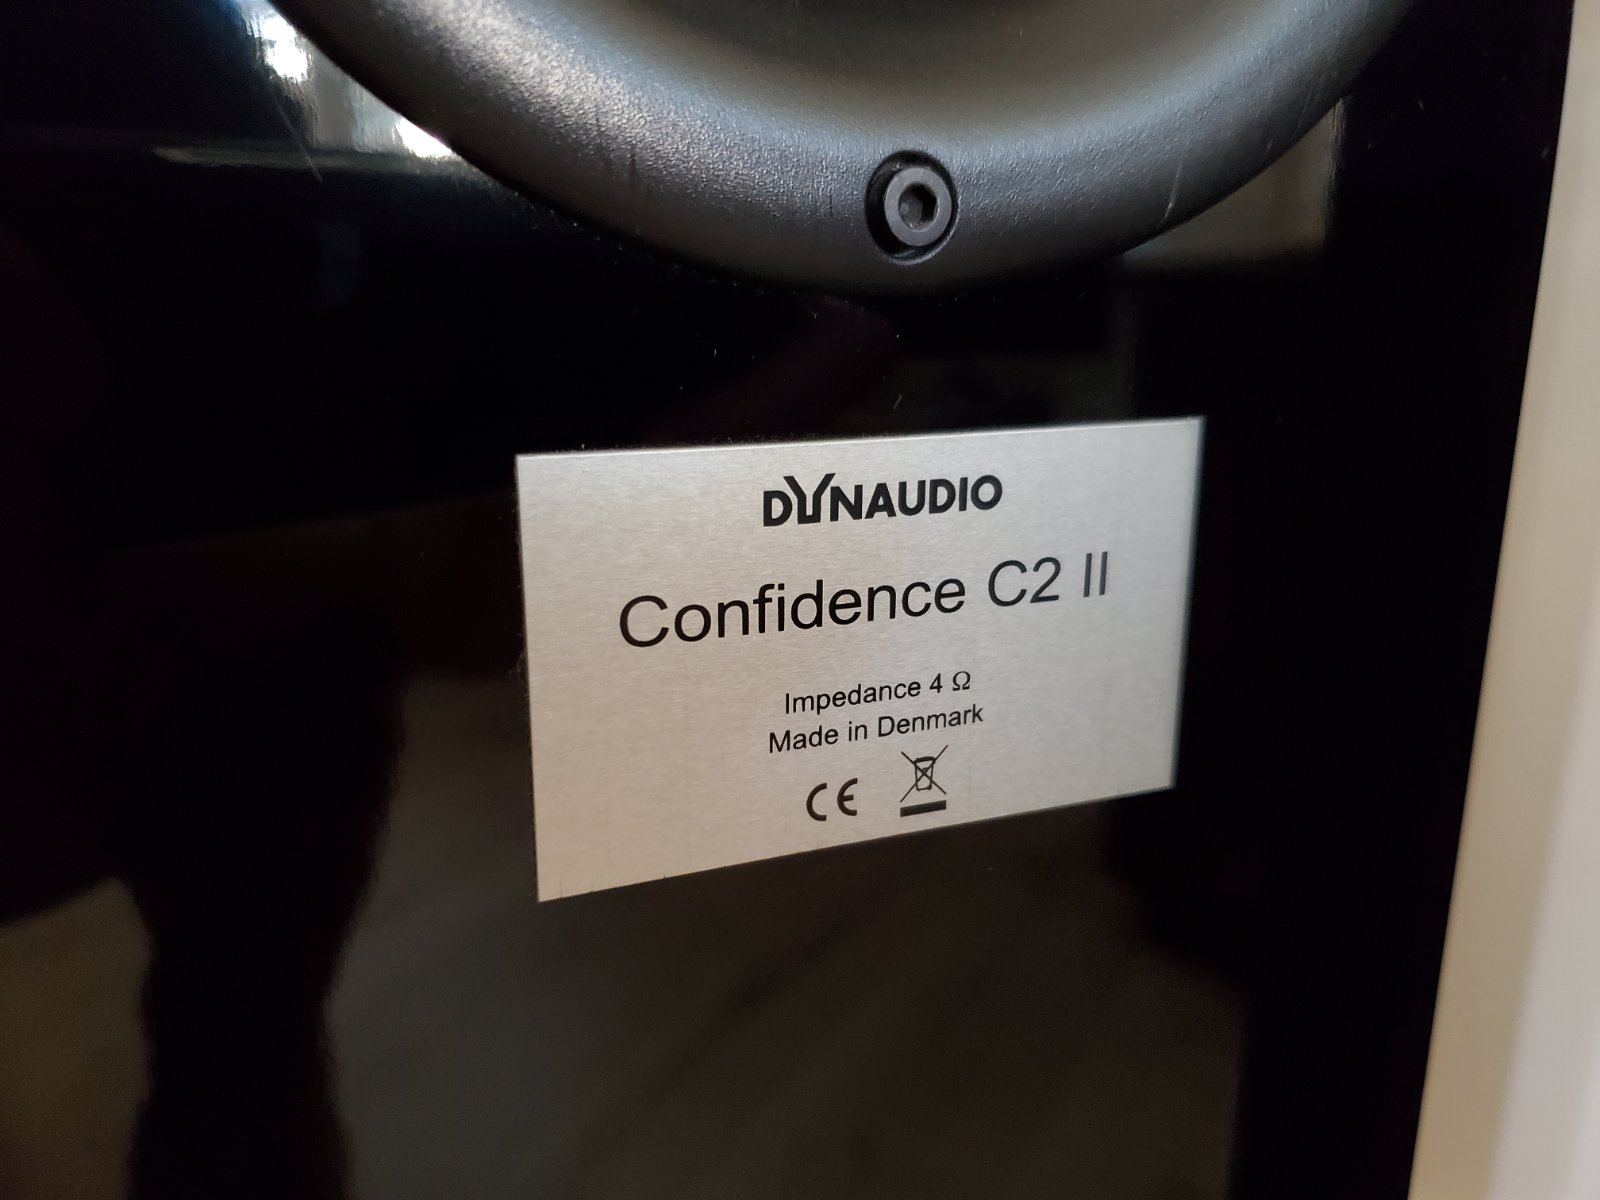 DYNAUDIO
Confidence C2 II
Impedance 4 Ω
Made in Denmark
CE